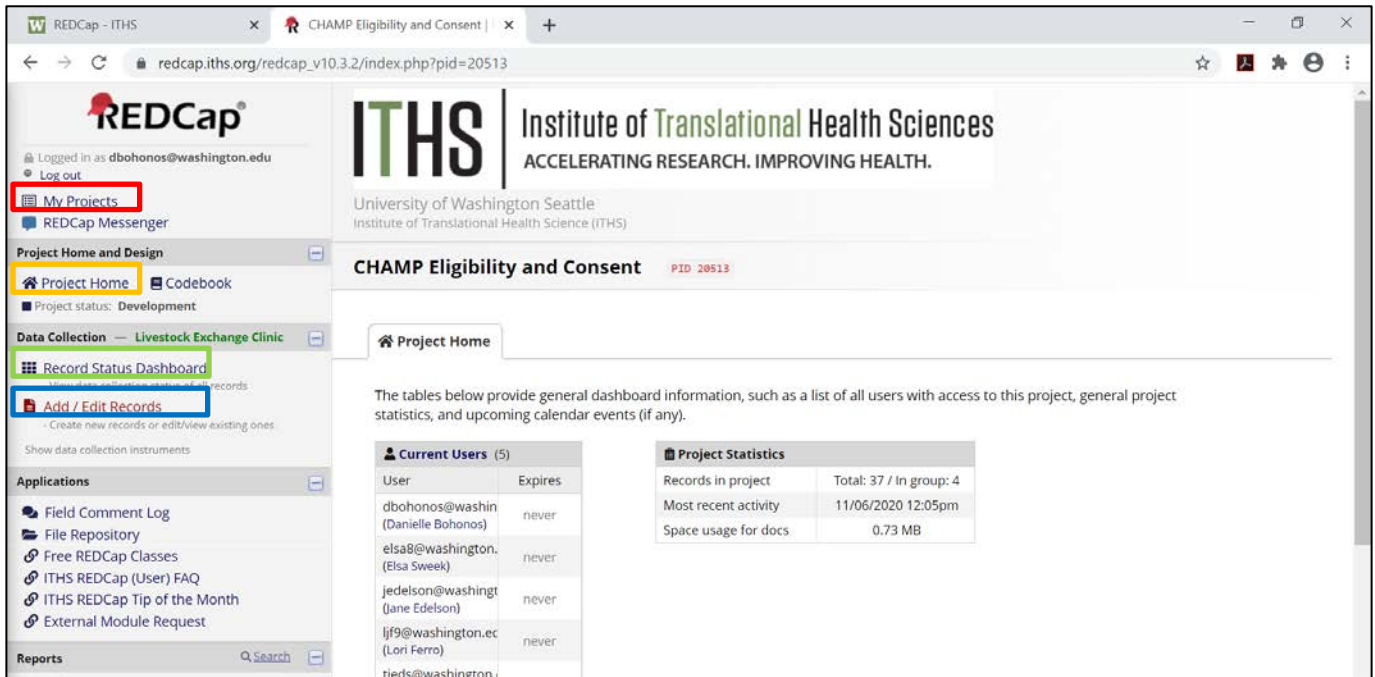 REDCap - ITHS
CHAMP Eligibility and Consent |
redcap.iths.org/redcap_v10.3.2/index.php?pid=20513
REDCap®
Logged in as dbohonos@washington.edu
Log out
My Projects
REDCap Messenger
Project Home and Design
Project Home Codebook
Project status: Development
Data Collection — Livestock Exchange Clinic
Record Status Dashboard
- View data collection status of all records
Add / Edit Records
- Create new records or edit/view existing ones
Show data collection instruments
Applications
Field Comment Log
File Repository
Free REDCap Classes
ITHS REDCap (User) FAQ
ITHS REDCap Tip of the Month
External Module Request
Reports Search
ITHS Institute of Translational Health Sciences
ACCELERATING RESEARCH. IMPROVING HEALTH.
University of Washington Seattle
Institute of Translational Health Science (ITHS)
CHAMP Eligibility and Consent PID 20513
Project Home
The tables below provide general dashboard information, such as a list of all users with access to this project, general project
statistics, and upcoming calendar events (if any).
Current Users (5)
User Expires
dbohonos@washin never
(Danielle Bohonos)
elsa8@washington. never
(Elsa Sweek)
jedelson@washingt never
(Jane Edelson)
ljf9@washington.ec never
(Lori Ferro)
tieds@washington.
Project Statistics
Records in project Total: 37 / In group: 4
Most recent activity 11/06/2020 12:05pm
Space usage for docs 0.73 MB